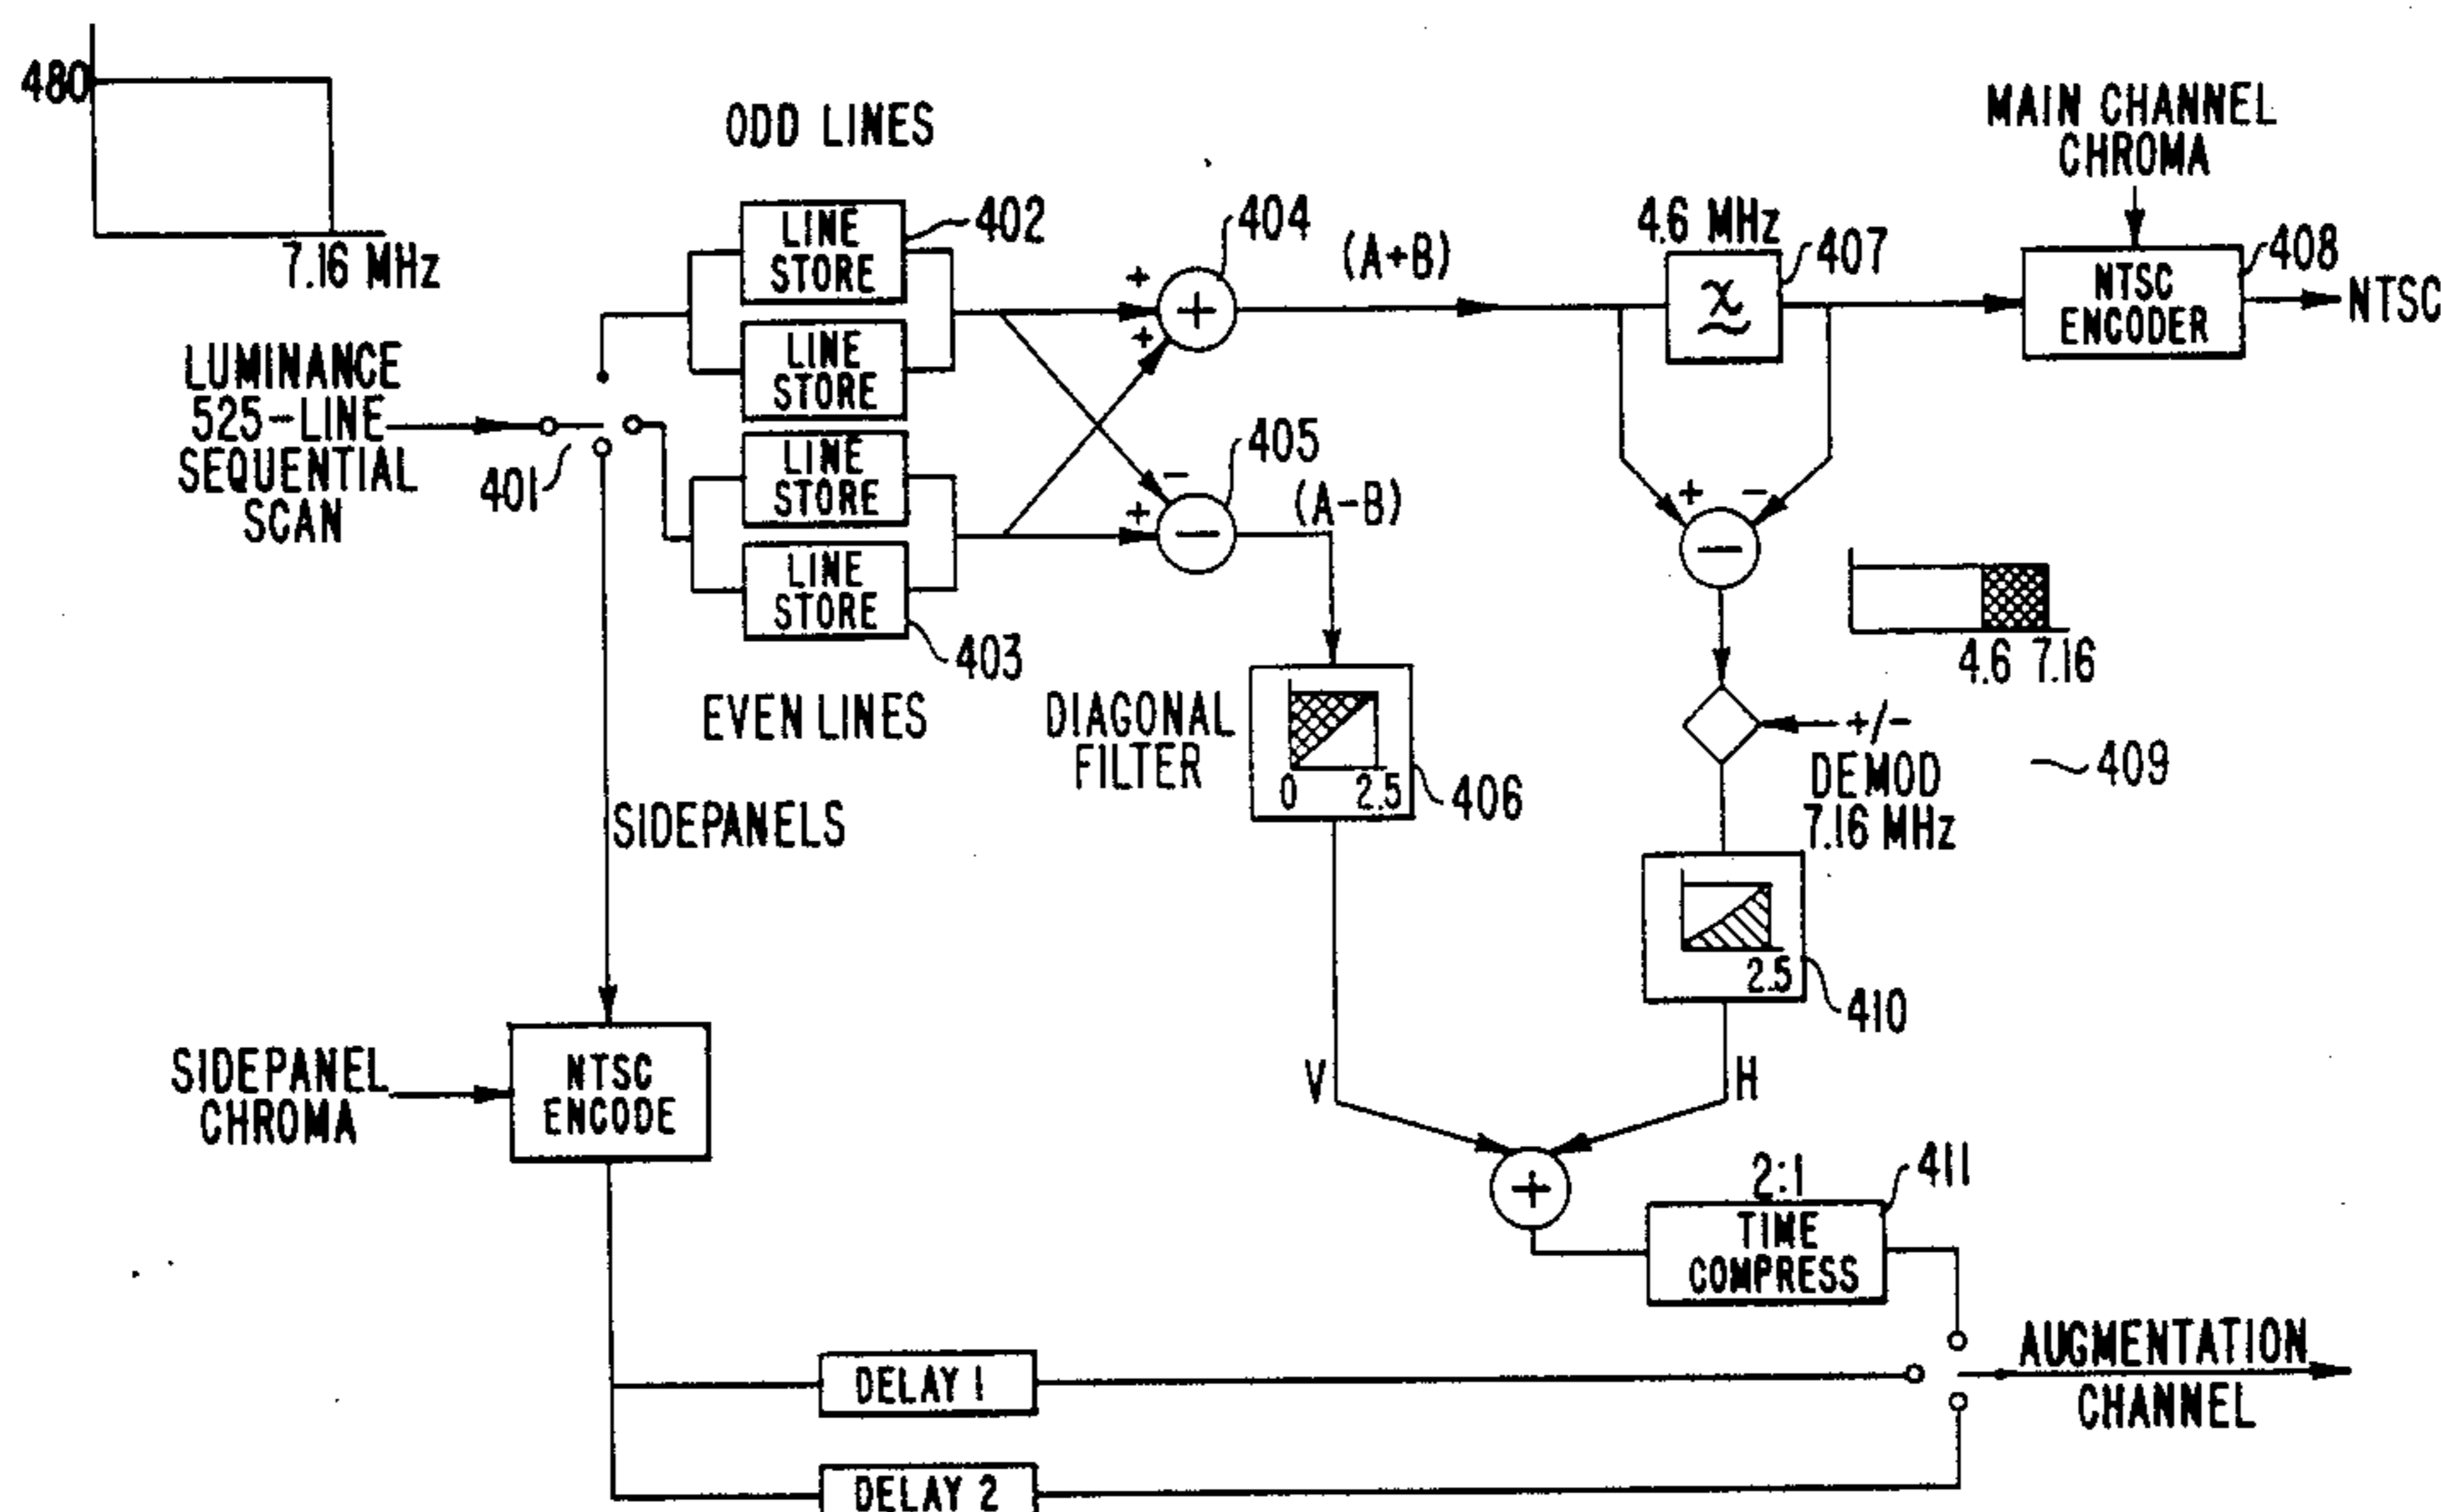 480
7.16 MHz
ODD LINES
LUMINANCE
525-LINE
SEQUENTIAL
SCAN
401
LINE
STORE
402
LINE
STORE
LINE
STORE
LINE
STORE
403
EVEN LINES
+
+
+
404
(A+B)
-
+
−
405
(A-B)
4.6 MHz
407
MAIN CHANNEL
CHROMA
NTSC
ENCODER
408
NTSC
+ -
−
4.6 7.16
+/-
DEMOD
7.16 MHz
409
DIAGONAL
FILTER
0 2.5
406
2.5
410
SIDEPANELS
SIDEPANEL
CHROMA
NTSC
ENCODE
V
H
+
2:1
TIME
COMPRESS
411
DELAY 1
DELAY 2
AUGMENTATION
CHANNEL